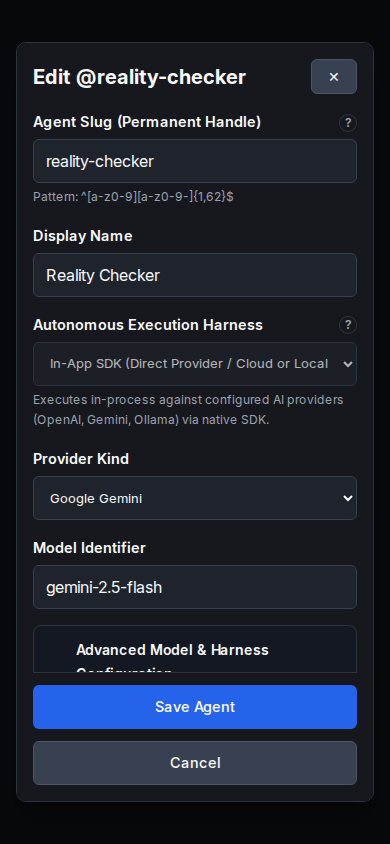 Edit @reality-checker
✕
Agent Slug (Permanent Handle)
?
reality-checker
Pattern: ^[a-z0-9][a-z0-9-]{1,62}$
Display Name
Reality Checker
Autonomous Execution Harness
?
In-App SDK (Direct Provider / Cloud or Local
Executes in-process against configured AI providers
(OpenAI, Gemini, Ollama) via native SDK.
Provider Kind
Google Gemini
Model Identifier
gemini-2.5-flash
Advanced Model & Harness
Configuration
Save Agent
Cancel